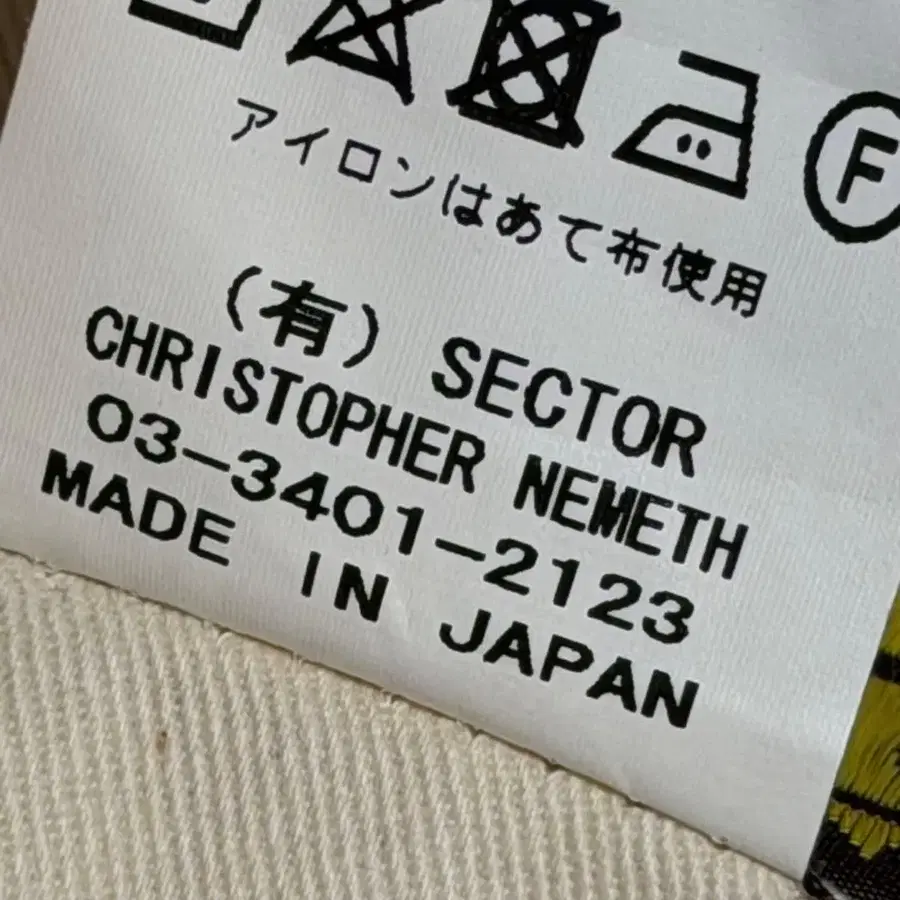 F
アイロンはあて布使用
(有) SECTOR
CHRISTOPHER NEMETH
03-3401-2123
MADE IN JAPAN